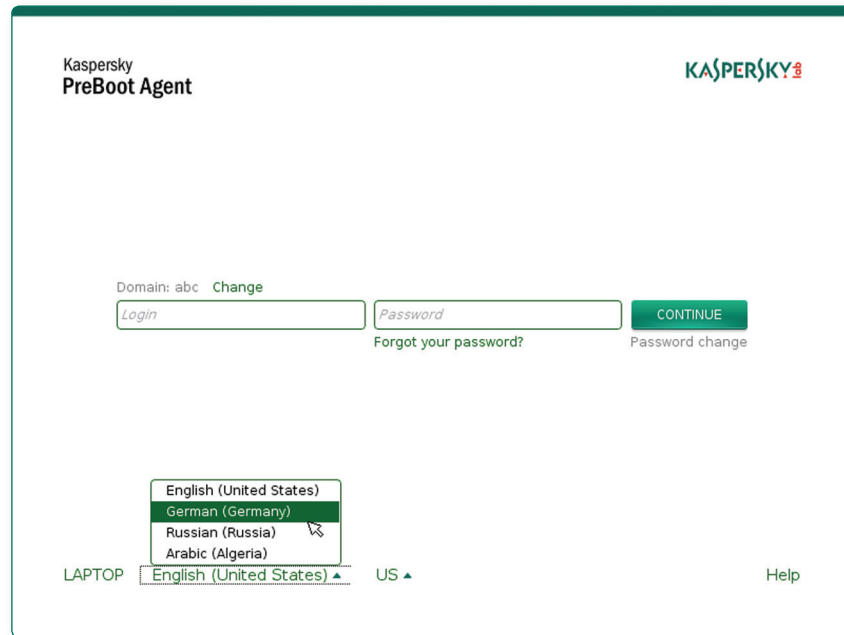 Kaspersky
PreBoot Agent
KASPERSKY lab
Domain: abc Change
Login Password CONTINUE
Forgot your password? Password change
English (United States)
German (Germany)
Russian (Russia)
Arabic (Algeria)
LAPTOP English (United States) US Help